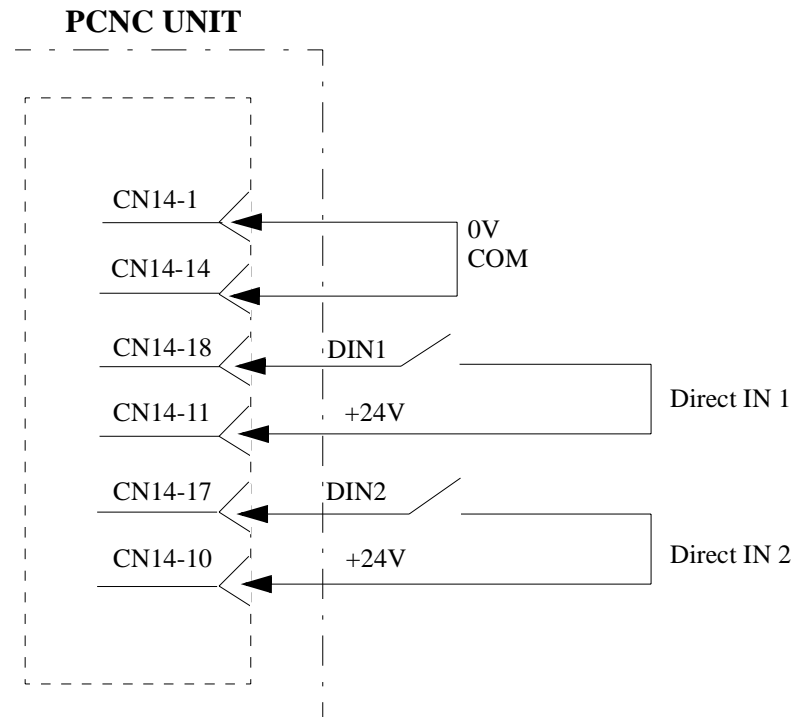 PCNC UNIT
CN14-1
0V
COM
CN14-14
CN14-18
DIN1
CN14-11
+24V
Direct IN 1
CN14-17
DIN2
CN14-10
+24V
Direct IN 2